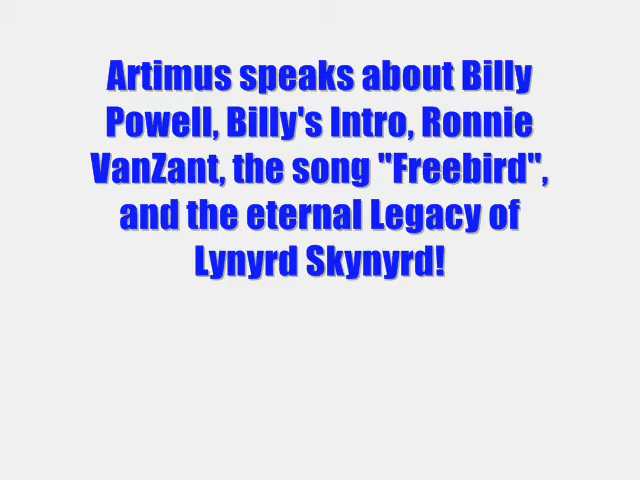 Artimus speaks about Billy
Powell, Billy's Intro, Ronnie
VanZant, the song "Freebird",
and the eternal Legacy of
Lynyrd Skynyrd!